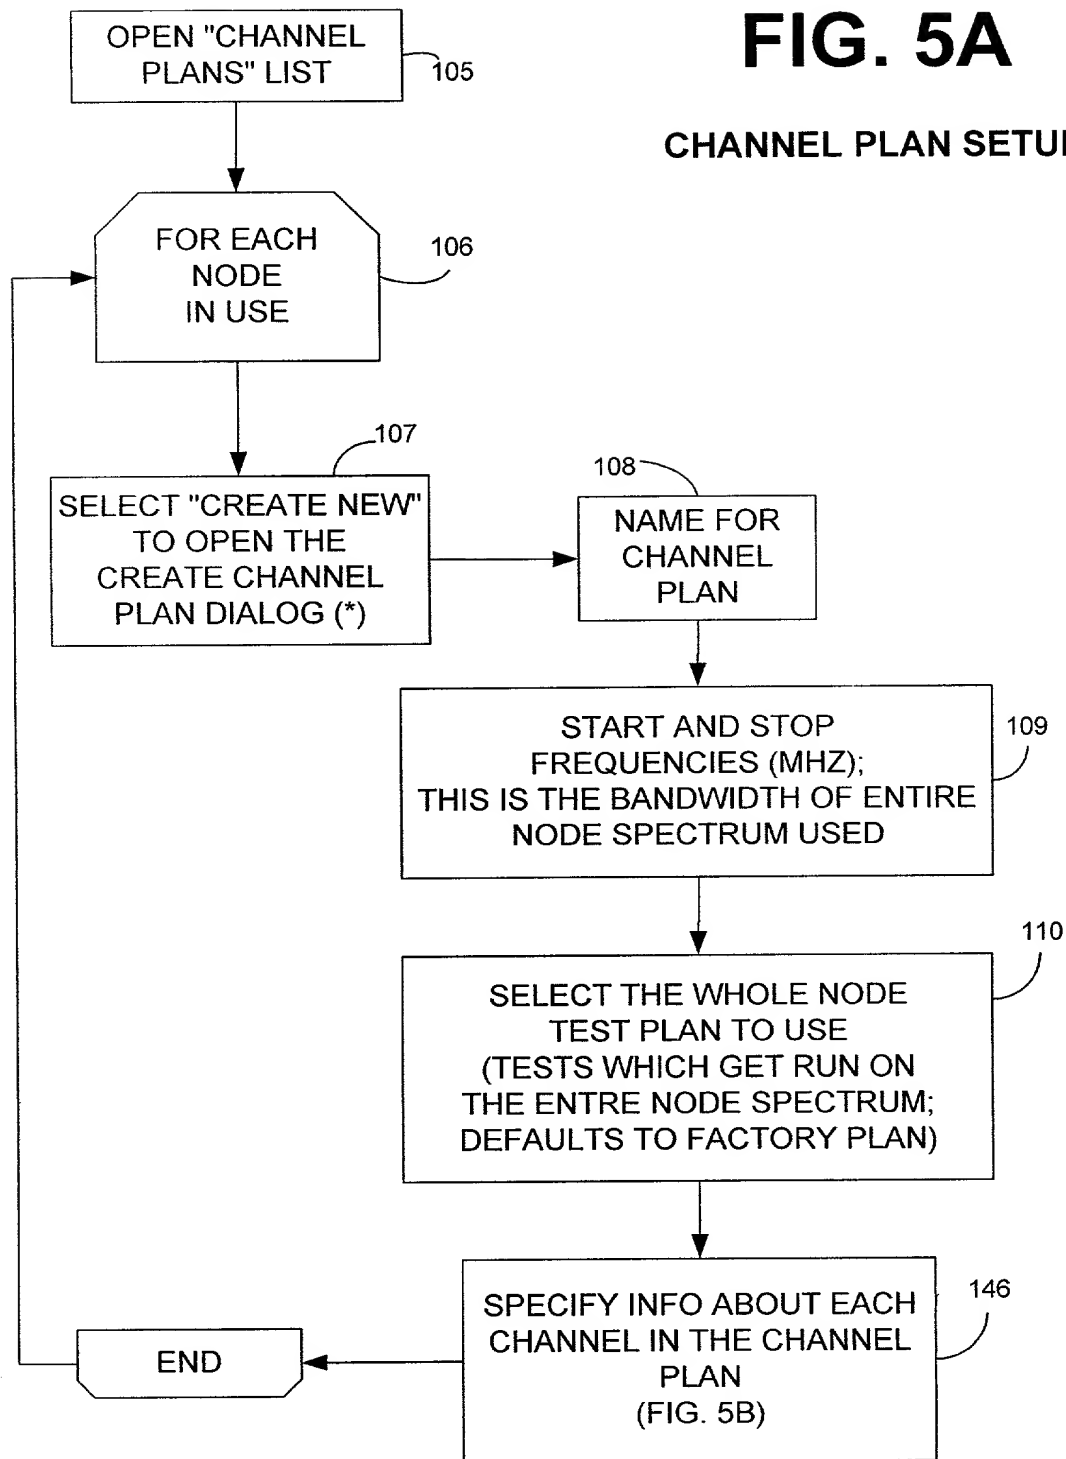 FIG. 5A
CHANNEL PLAN SETUP
OPEN "CHANNEL
PLANS" LIST
105
FOR EACH
NODE
IN USE
106
107
SELECT "CREATE NEW"
TO OPEN THE
CREATE CHANNEL
PLAN DIALOG (*)
108
NAME FOR
CHANNEL
PLAN
START AND STOP
FREQUENCIES (MHZ);
THIS IS THE BANDWIDTH OF ENTIRE
NODE SPECTRUM USED
109
110
SELECT THE WHOLE NODE
TEST PLAN TO USE
(TESTS WHICH GET RUN ON
THE ENTRE NODE SPECTRUM;
DEFAULTS TO FACTORY PLAN)
SPECIFY INFO ABOUT EACH
CHANNEL IN THE CHANNEL
PLAN
(FIG. 5B)
146
END